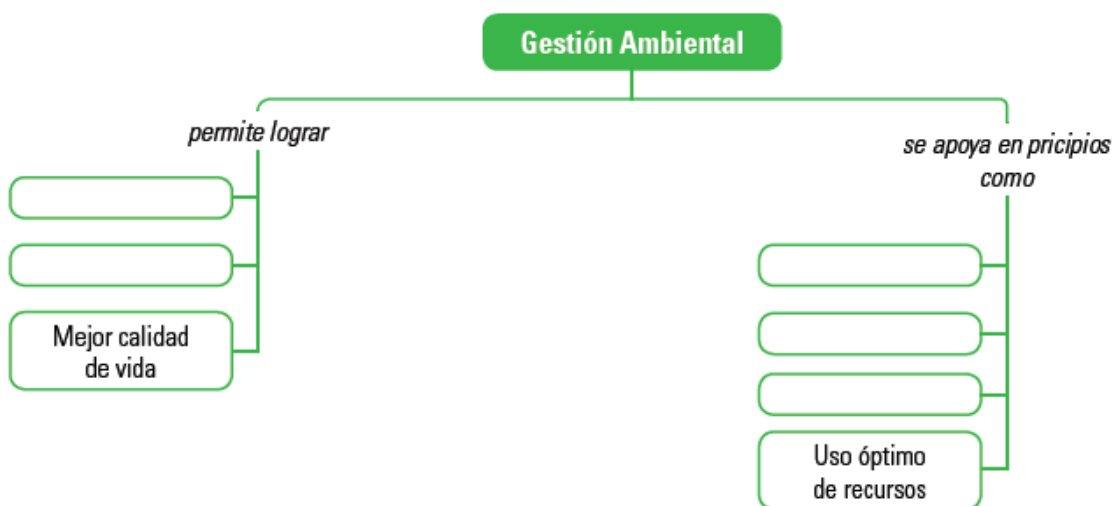 Gestión Ambiental
permite lograr
Mejor calidad
de vida
se apoya en pricipios
como
Uso óptimo
de recursos